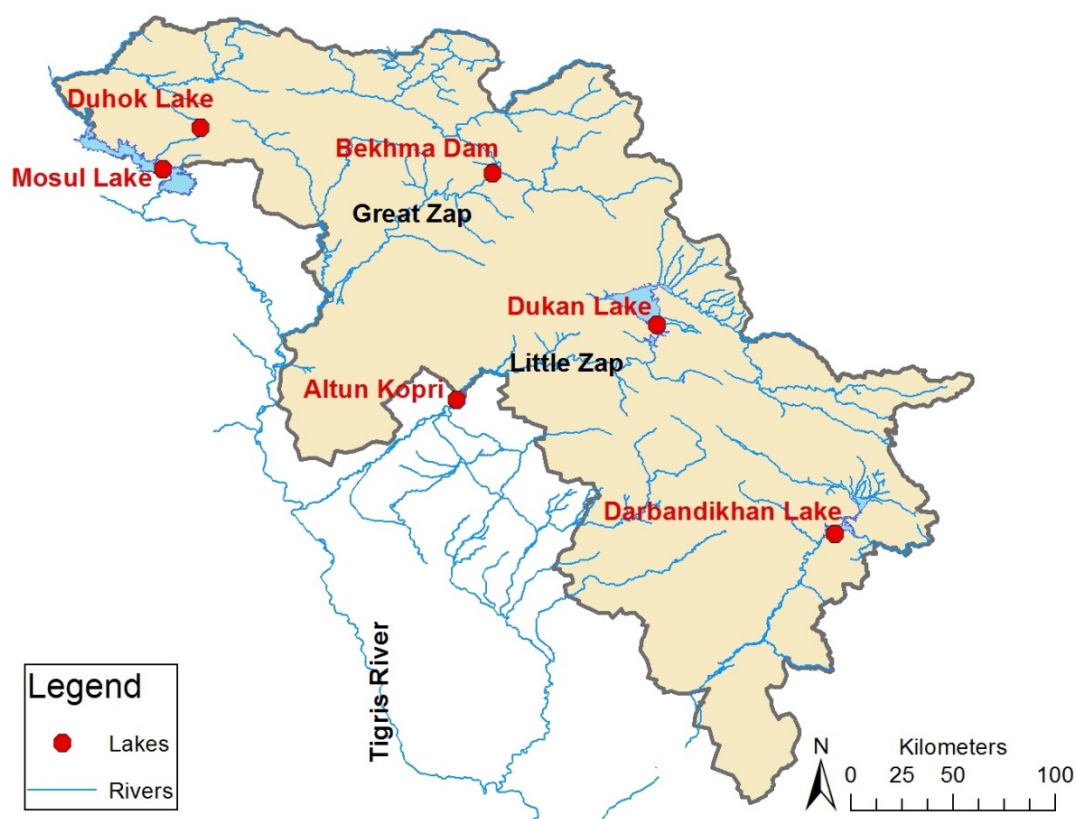 Duhok Lake
Bekhma Dam
Mosul Lake
Great Zap
Dukan Lake
Little Zap
Altun Kopri
Darbandikhan Lake
Tigris River
Legend
Lakes
Rivers
N
Kilometers
0 25 50 100